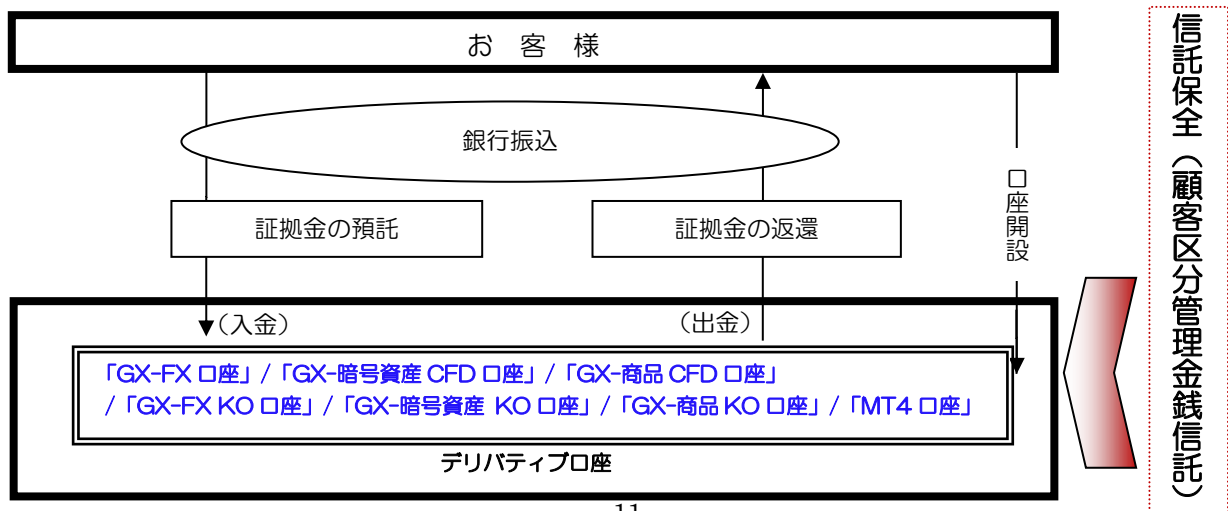 お　客　様
銀行振込
証拠金の預託
証拠金の返還
口座開設
（入金）
（出金）
「GX-FX 口座」/「GX-暗号資産 CFD 口座」/「GX-商品 CFD 口座」
/「GX-FX KO 口座」/「GX-暗号資産 KO 口座」/「GX-商品 KO 口座」/「MT4 口座」
デリバティブ口座
信託保全（顧客区分管理金銭信託）
11